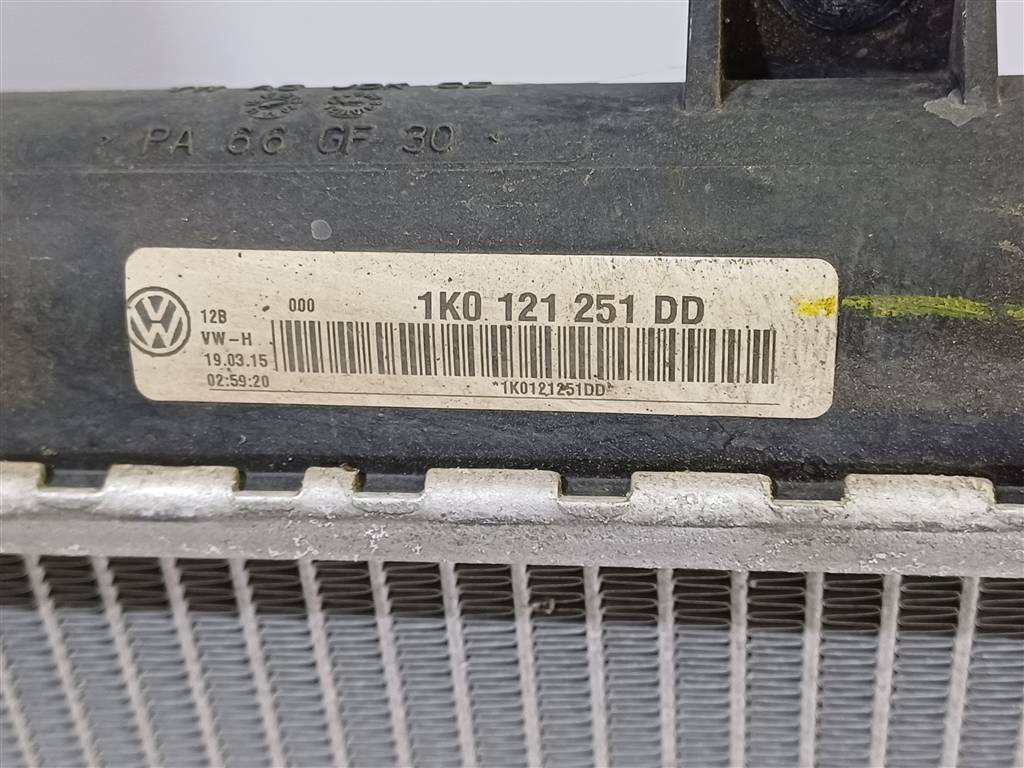 > PA 66 GF 30 <
000 1K0 121 251 DD
12B
VW-H
19.03.15
02:59:20
*1K0121251DD*